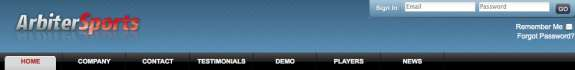 Sign In Email Password GO
ArbiterSports
Remember Me
Forgot Password?
HOME COMPANY CONTACT TESTIMONIALS DEMO PLAYERS NEWS